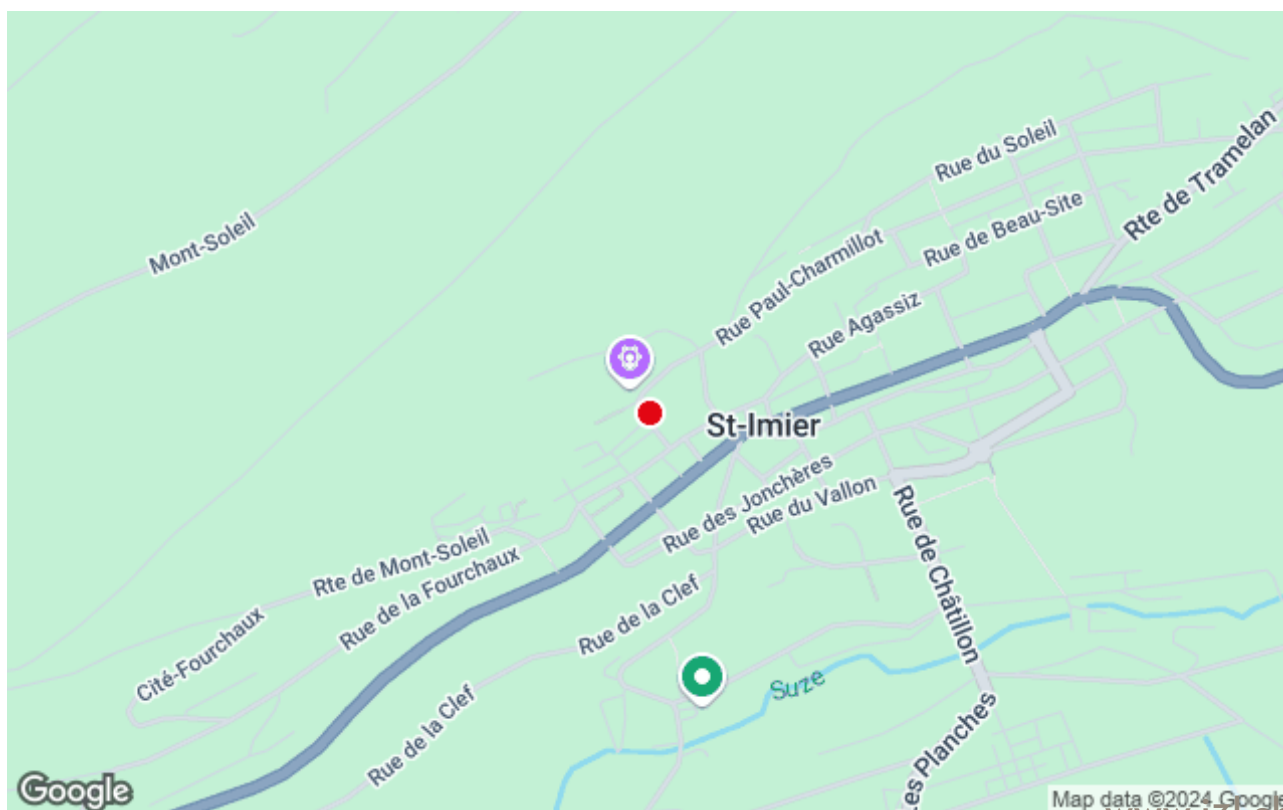 Rue du Soleil
Rte de Tramelan
Rue de Beau-Site
Mont-Soleil
Rue Paul-Charmillot
Rue Agassiz
St-Imier
Rue des Jonchères
Rue du Vallon
Rue de Châtillon
Rte de Mont-Soleil
Rue de la Fourchaux
Cité-Fourchaux
Rue de la Clef
Suze
Rue de la Clef
es Planches
Google
Map data ©2024 Google